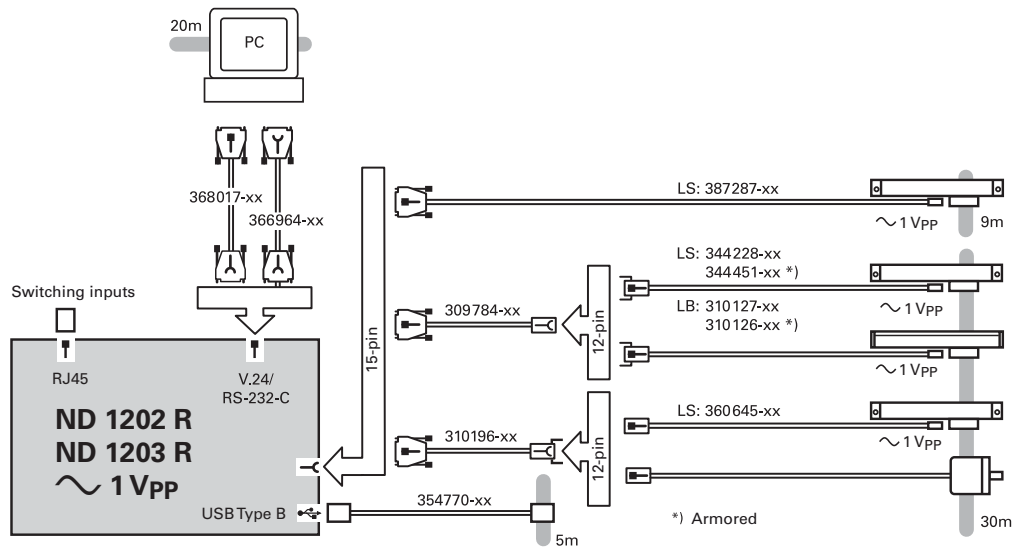 20m
PC
368017-xx
366964-xx
Switching inputs
RJ45
V.24/
RS-232-C
ND 1202 R
ND 1203 R
∼ 1 VPP
USB Type B
15-pin
LS: 387287-xx
∼ 1 VPP
9m
309784-xx
12-pin
LS: 344228-xx
344451-xx *)
∼ 1 VPP
LB: 310127-xx
310126-xx *)
∼ 1 VPP
310196-xx
12-pin
LS: 360645-xx
∼ 1 VPP
354770-xx
5m
*) Armored
30m